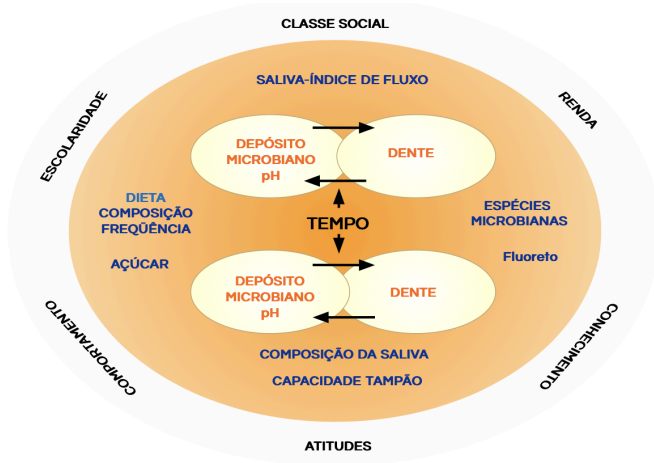 CLASSE SOCIAL
ESCOLARIDADE
RENDA
SALIVA-ÍNDICE DE FLUXO
DEPÓSITO
MICROBIANO
pH
DENTE
DIETA
COMPOSIÇÃO
FREQÜÊNCIA
AÇÚCAR
TEMPO
ESPÉCIES
MICROBIANAS
Fluoreto
DEPÓSITO
MICROBIANO
pH
DENTE
COMPOSIÇÃO DA SALIVA
CAPACIDADE TAMPÃO
COMPORTAMENTO
CONHECIMENTO
ATITUDES